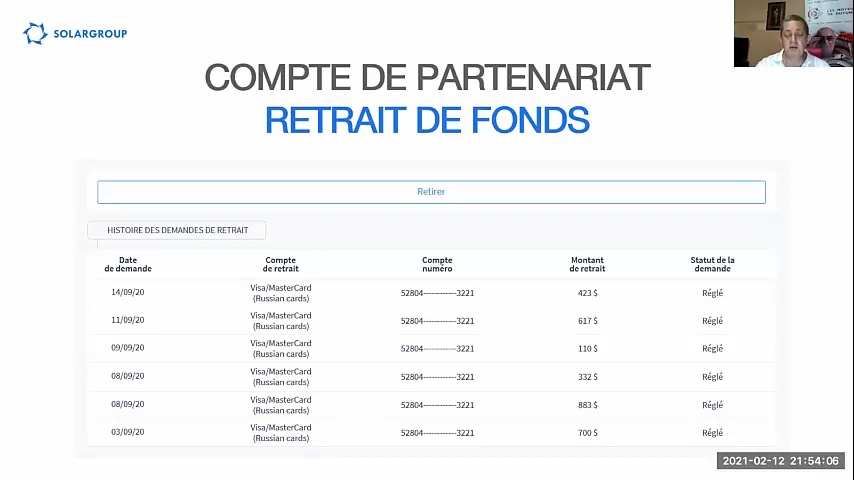 SOLARGROUP
COMPTE DE PARTENARIAT
RETRAIT DE FONDS
Retirer
HISTOIRE DES DEMANDES DE RETRAIT
Date de demande Compte de retrait Compte numéro Montant de retrait Statut de la demande
14/09/20 Visa/MasterCard (Russian cards) 52804------------3221 423 $ Réglé
11/09/20 Visa/MasterCard (Russian cards) 52804------------3221 617 $ Réglé
09/09/20 Visa/MasterCard (Russian cards) 52804------------3221 110 $ Réglé
08/09/20 Visa/MasterCard (Russian cards) 52804------------3221 332 $ Réglé
08/09/20 Visa/MasterCard (Russian cards) 52804------------3221 883 $ Réglé
03/09/20 Visa/MasterCard (Russian cards) 52804------------3221 700 $ Réglé
2021-02-12 21:54:06